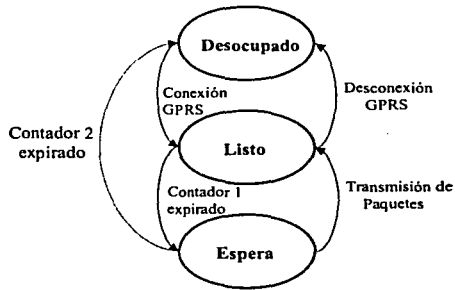 Desocupado
Conexión
GPRS
Desconexión
GPRS
Contador 2
expirado
Listo
Contador 1
expirado
Transmisión de
Paquetes
Espera